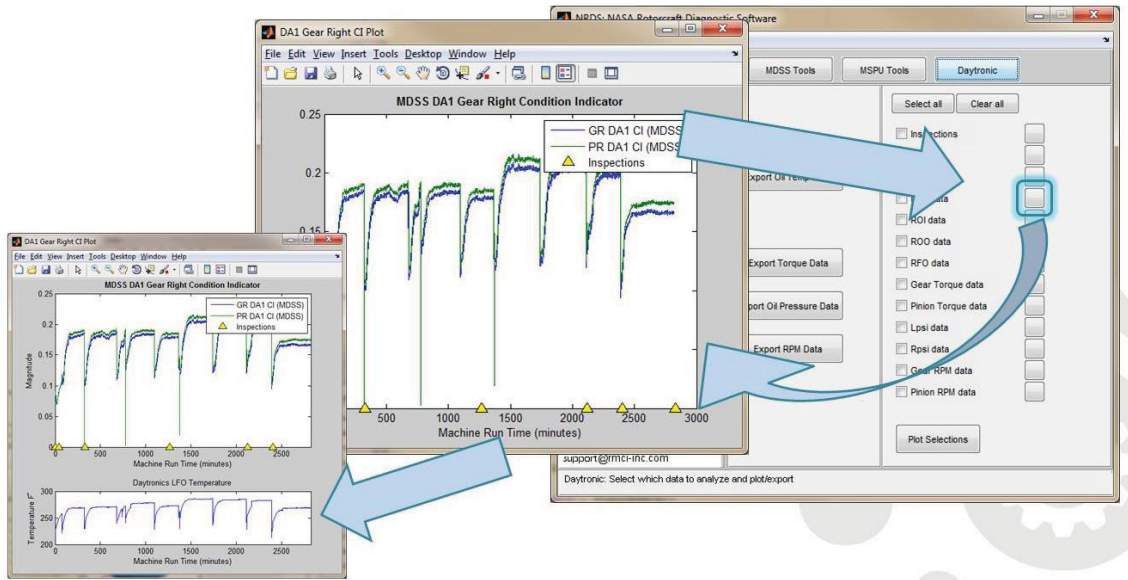 NRDS: NASA Rotorcraft Diagnostic Software
MDSS Tools
MSPU Tools
Daytronic
Select all
Clear all
Inspections
data
ROI data
ROO data
RFO data
Gear Torque data
Pinion Torque data
Lpsi data
Rpsi data
Gear RPM data
Pinion RPM data
Plot Selections
Export Torque Data
Oil Pressure Data
Export RPM Data
support@rmci-inc.com
Daytronic: Select which data to analyze and plot/export
DA1 Gear Right CI Plot
File Edit View Insert Tools Desktop Window Help
MDSS DA1 Gear Right Condition Indicator
GR DA1 CI (MDSS
PR DA1 CI (MDSS
Inspections
0.25
0.2
0.15
500 1000 1500 2000 2500 3000
Machine Run Time (minutes)
DA1 Gear Right CI Plot
File Edit View Insert Tools Desktop Window Help
MDSS DA1 Gear Right Condition Indicator
GR DA1 CI (MDSS)
PR DA1 CI (MDSS)
Inspections
Magnitude
0.25
0.2
0.15
0.1
0.05
0
0 500 1000 1500 2000 2500
Machine Run Time (minutes)
Daytronics LFO Temperature
Temperature F°
300
250
200
0 500 1000 1500 2000 2500
Machine Run Time (minutes)